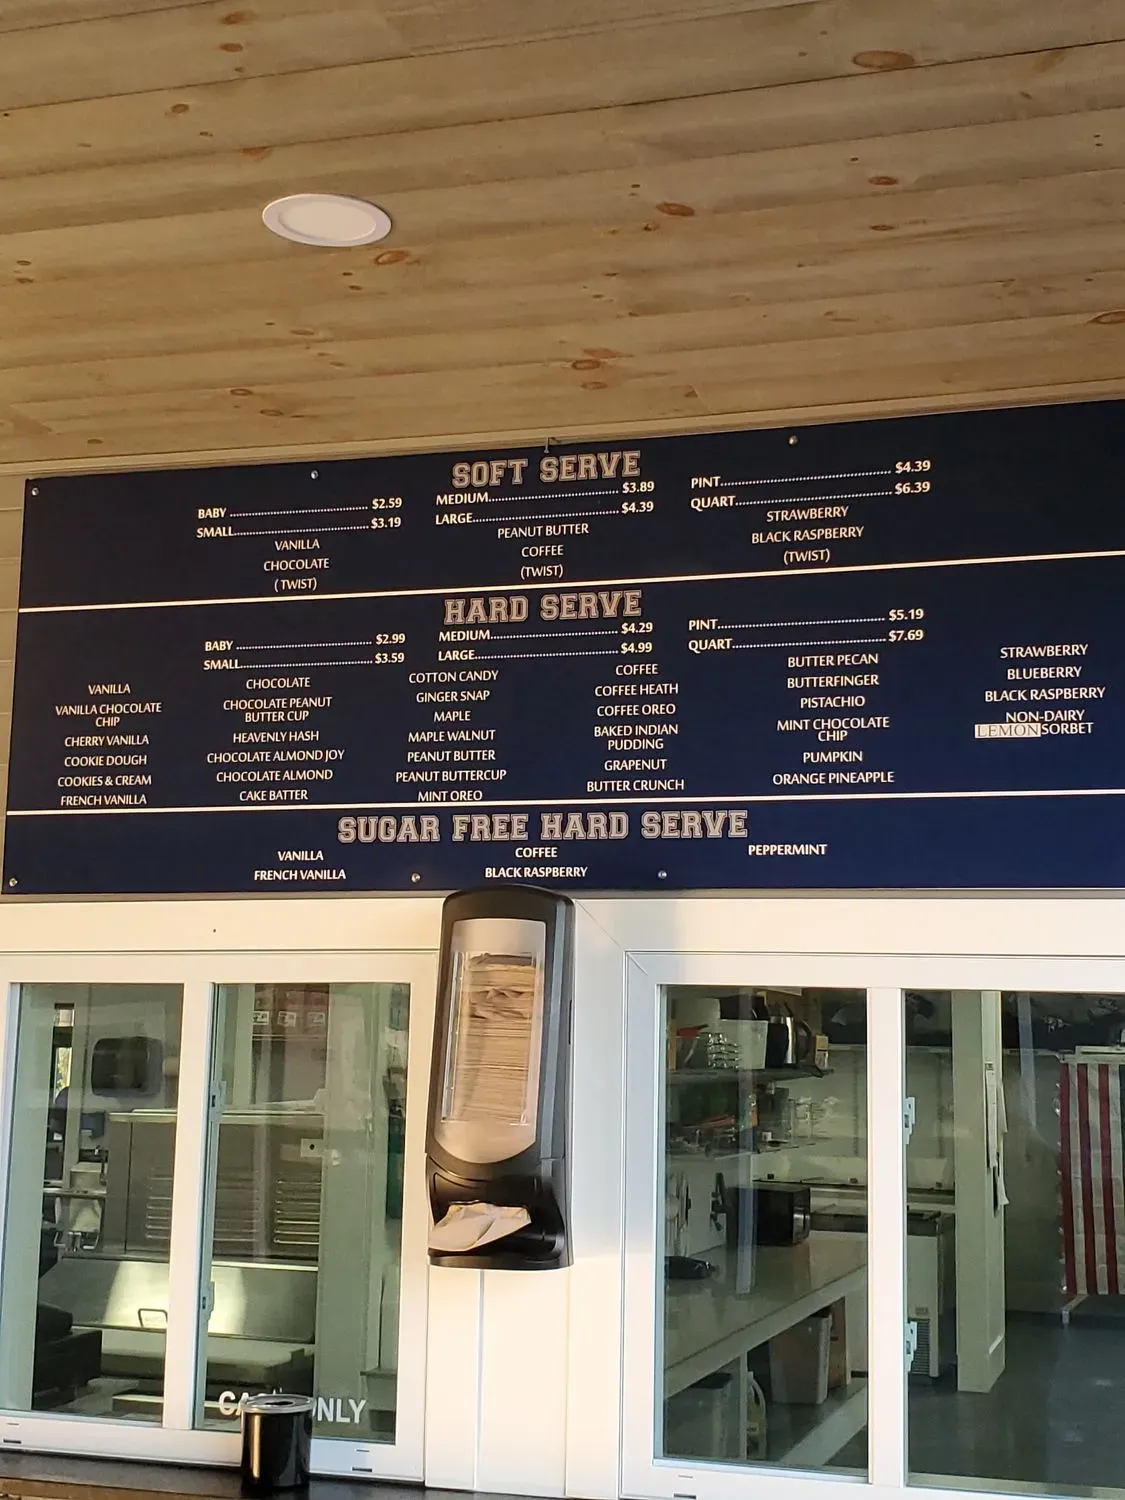 SOFT SERVE
BABY ........ $2.59
SMALL........ $3.19
VANILLA
CHOCOLATE
(TWIST)
MEDIUM........ $3.89
LARGE........ $4.39
PEANUT BUTTER
COFFEE
(TWIST)
PINT........ $4.39
QUART........ $6.39
STRAWBERRY
BLACK RASPBERRY
(TWIST)
HARD SERVE
BABY ........ $2.99
SMALL........ $3.59
MEDIUM........ $4.29
LARGE........ $4.99
PINT........ $5.19
QUART........ $7.69
VANILLA
VANILLA CHOCOLATE
CHIP
CHERRY VANILLA
COOKIE DOUGH
COOKIES & CREAM
FRENCH VANILLA
CHOCOLATE
CHOCOLATE PEANUT
BUTTER CUP
HEAVENLY HASH
CHOCOLATE ALMOND JOY
CHOCOLATE ALMOND
CAKE BATTER
COTTON CANDY
GINGER SNAP
MAPLE
MAPLE WALNUT
PEANUT BUTTER
PEANUT BUTTERCUP
MINT OREO
COFFEE
COFFEE HEATH
COFFEE OREO
BAKED INDIAN
PUDDING
GRAPENUT
BUTTER CRUNCH
BUTTER PECAN
BUTTERFINGER
PISTACHIO
MINT CHOCOLATE
CHIP
PUMPKIN
ORANGE PINEAPPLE
STRAWBERRY
BLUEBERRY
BLACK RASPBERRY
NON-DAIRY
LEMON SORBET
SUGAR FREE HARD SERVE
VANILLA
FRENCH VANILLA
COFFEE
BLACK RASPBERRY
PEPPERMINT